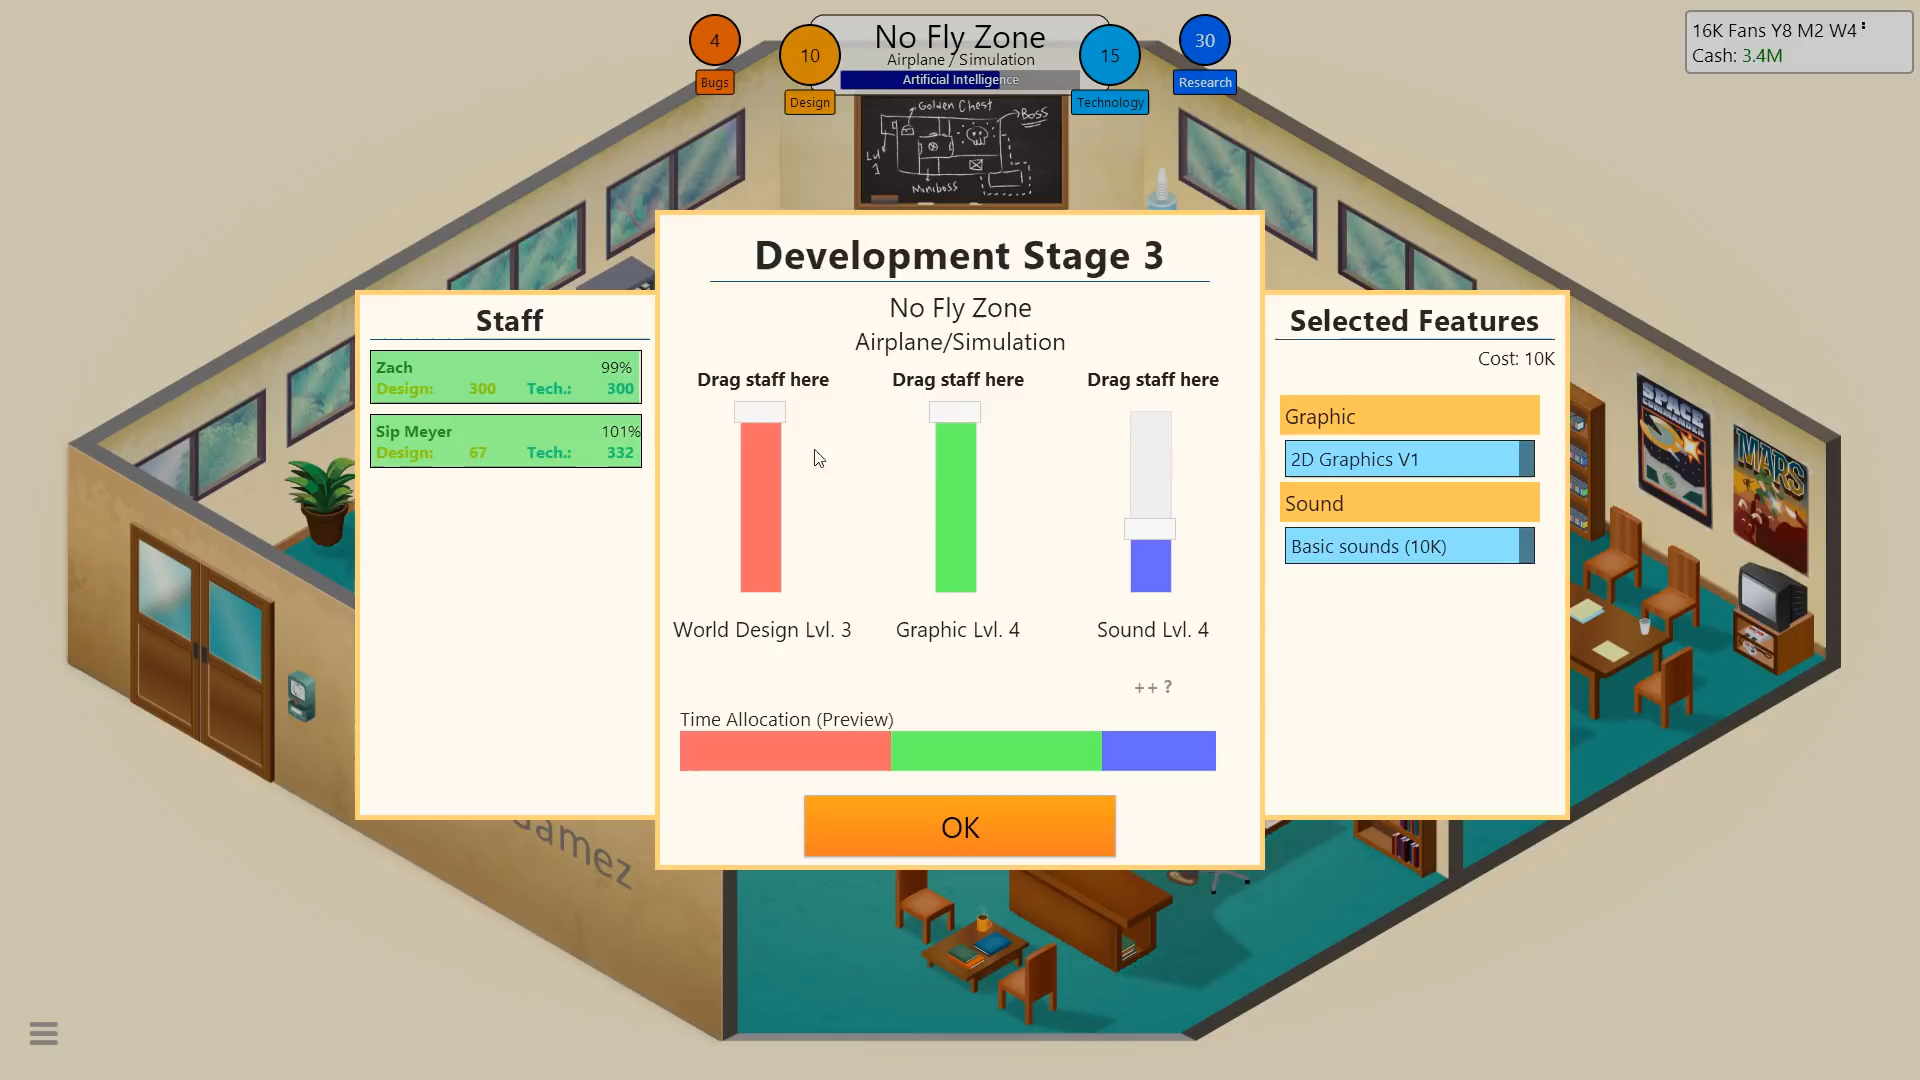 4
Bugs
10
Design
No Fly Zone
Airplane / Simulation
Artificial Intelligence
15
Technology
30
Research
16K Fans Y8 M2 W4
Cash: 3.4M
Golden Chest
Boss
Lvl
1
Miniboss
Development Stage 3
No Fly Zone
Airplane/Simulation
Staff
Zach 99%
Design: 300 Tech.: 300
Sip Meyer 101%
Design: 67 Tech.: 332
Drag staff here
Drag staff here
Drag staff here
World Design Lvl. 3
Graphic Lvl. 4
Sound Lvl. 4
++ ?
Time Allocation (Preview)
OK
Selected Features
Cost: 10K
Graphic
2D Graphics V1
Sound
Basic sounds (10K)
SPACE
COMMANDER
MARS